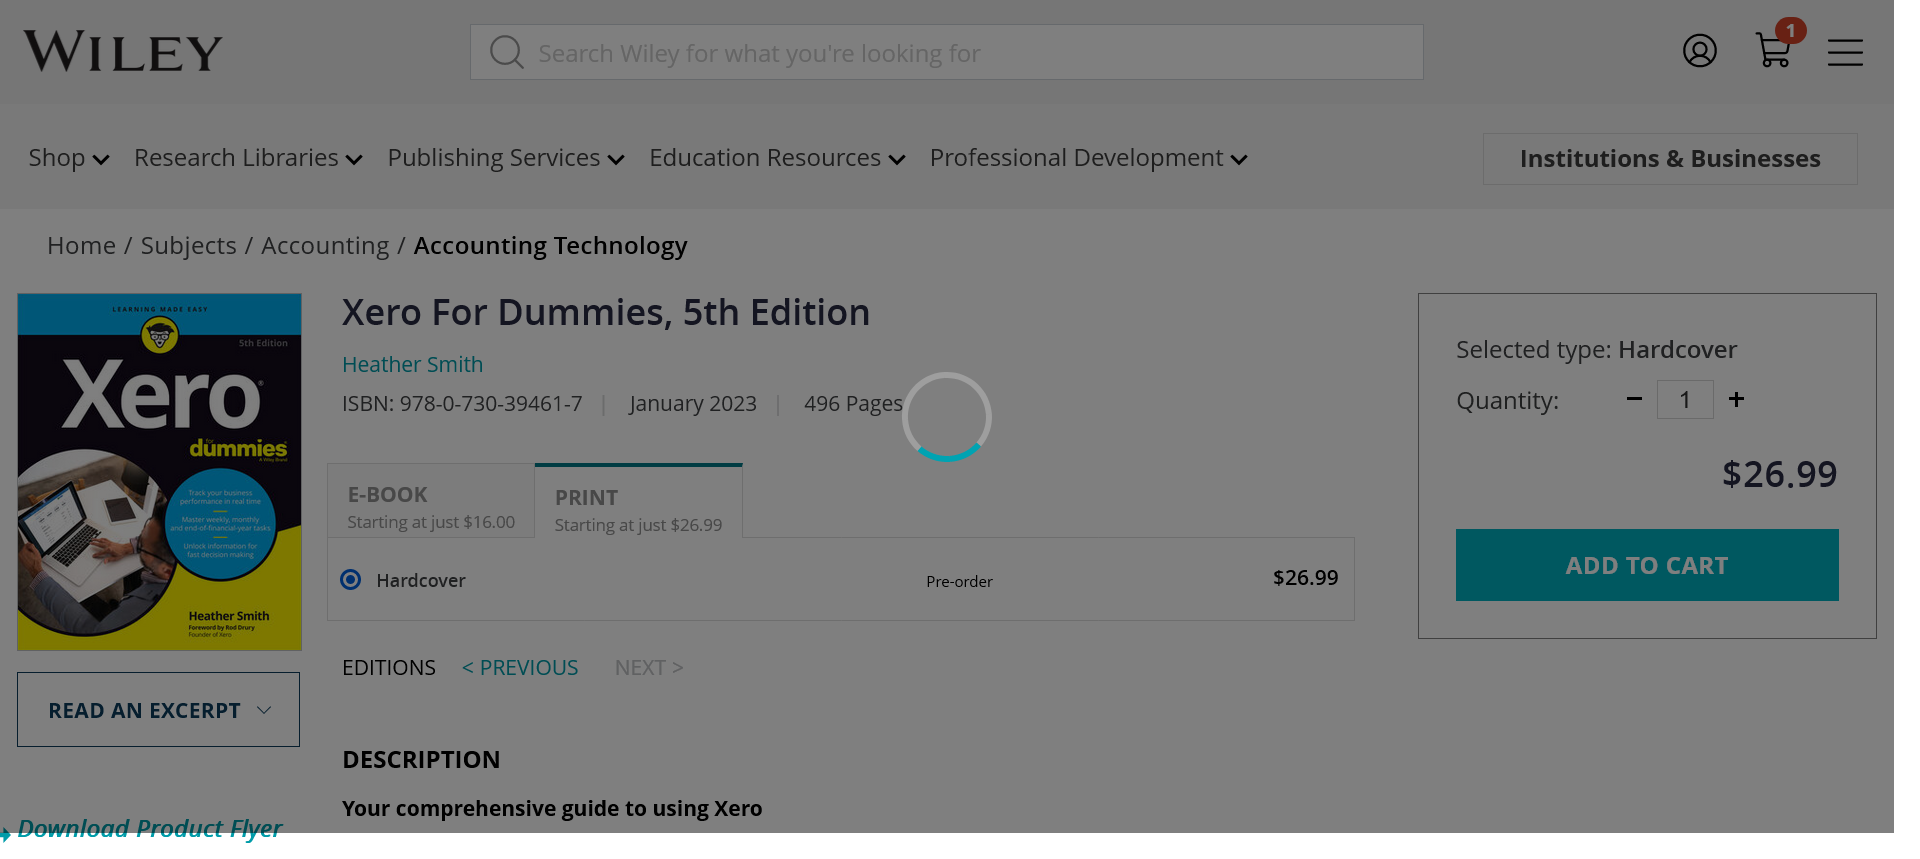 WILEY
Search Wiley for what you're looking for
1
Shop Research Libraries Publishing Services Education Resources Professional Development Institutions & Businesses
Home / Subjects / Accounting / Accounting Technology
LEARNING MADE EASY
5th Edition
Xero®
for
dummies
A Wiley Brand
Track your business
performance in real time
Master weekly, monthly
and end-of-financial-year tasks
Unlock information for
fast decision making
Heather Smith
Foreword by Rod Drury
Founder of Xero
READ AN EXCERPT
Download Product Flyer
Xero For Dummies, 5th Edition
Heather Smith
ISBN: 978-0-730-39461-7 | January 2023 | 496 Pages
E-BOOK
Starting at just $16.00
PRINT
Starting at just $26.99
Hardcover Pre-order $26.99
EDITIONS < PREVIOUS NEXT >
DESCRIPTION
Your comprehensive guide to using Xero
Selected type: Hardcover
Quantity: − 1 +
$26.99
ADD TO CART